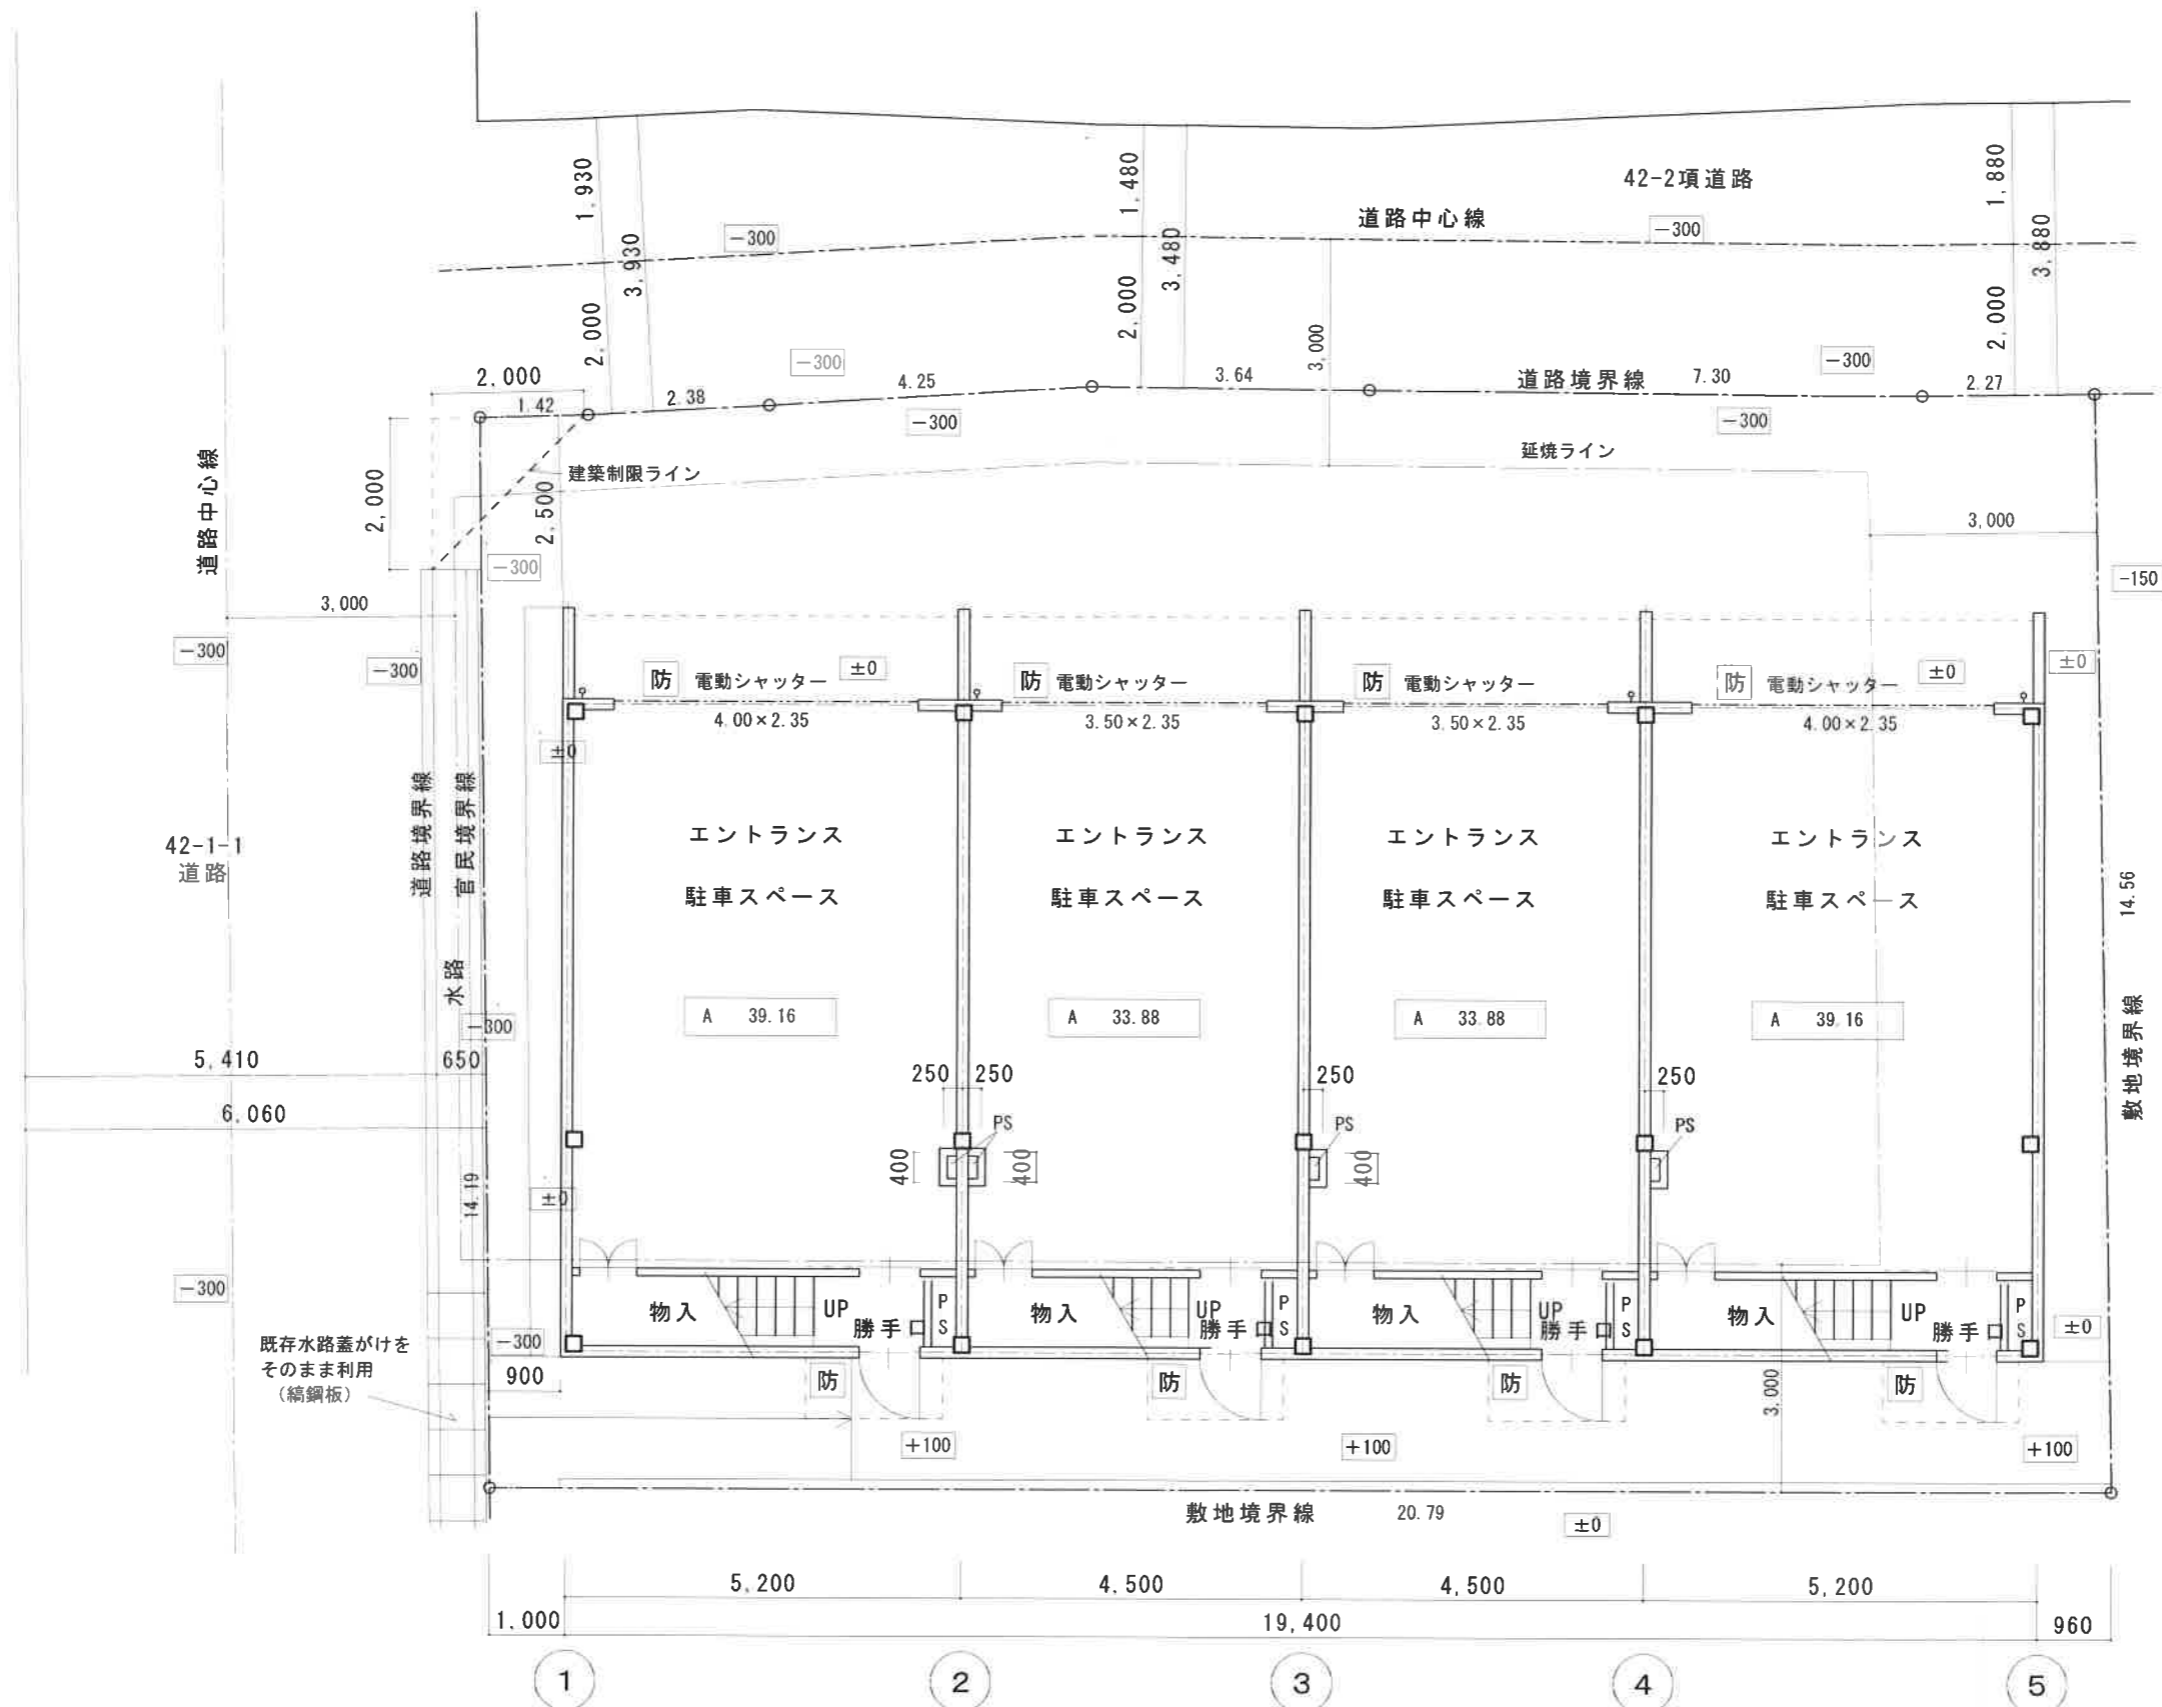 1.930
3.930
2,000
1.480
3.480
2,000
42-2項道路
道路中心線
1,880
3.880
2,000
-300
-300
-300
-300
2,000
1.42
2.38
4.25
3.64
3,000
道路境界線
7.30
2.27
-300
-300
建築制限ライン
延焼ライン
2,000
2,500
道路中心線
-300
3,000
3,000
-150
-300
-300
防 電動シャッター ±0
4.00×2.35
防 電動シャッター
3.50×2.35
防 電動シャッター
3.50×2.35
防 電動シャッター ±0
4.00×2.35
±0
±0
道路境界線
官民境界線
42-1-1
道路
エントランス
駐車スペース
エントランス
駐車スペース
エントランス
駐車スペース
エントランス
駐車スペース
14.56
敷地境界線
水路
-300
A 39.16
A 33.88
A 33.88
A 39.16
5,410
650
6,060
250
250
PS
400
400
250
PS
400
250
PS
14.19
±0
-300
物入
UP
勝手口
PS
物入
UP
勝手口
PS
物入
UP
勝手口
PS
物入
UP
勝手口
PS
±0
既存水路蓋がけを
そのまま利用
（縞鋼板）
-300
900
防
防
防
防
3.000
+100
+100
+100
敷地境界線
20.79
±0
5,200
4,500
4,500
5,200
1.000
19,400
960
1
2
3
4
5